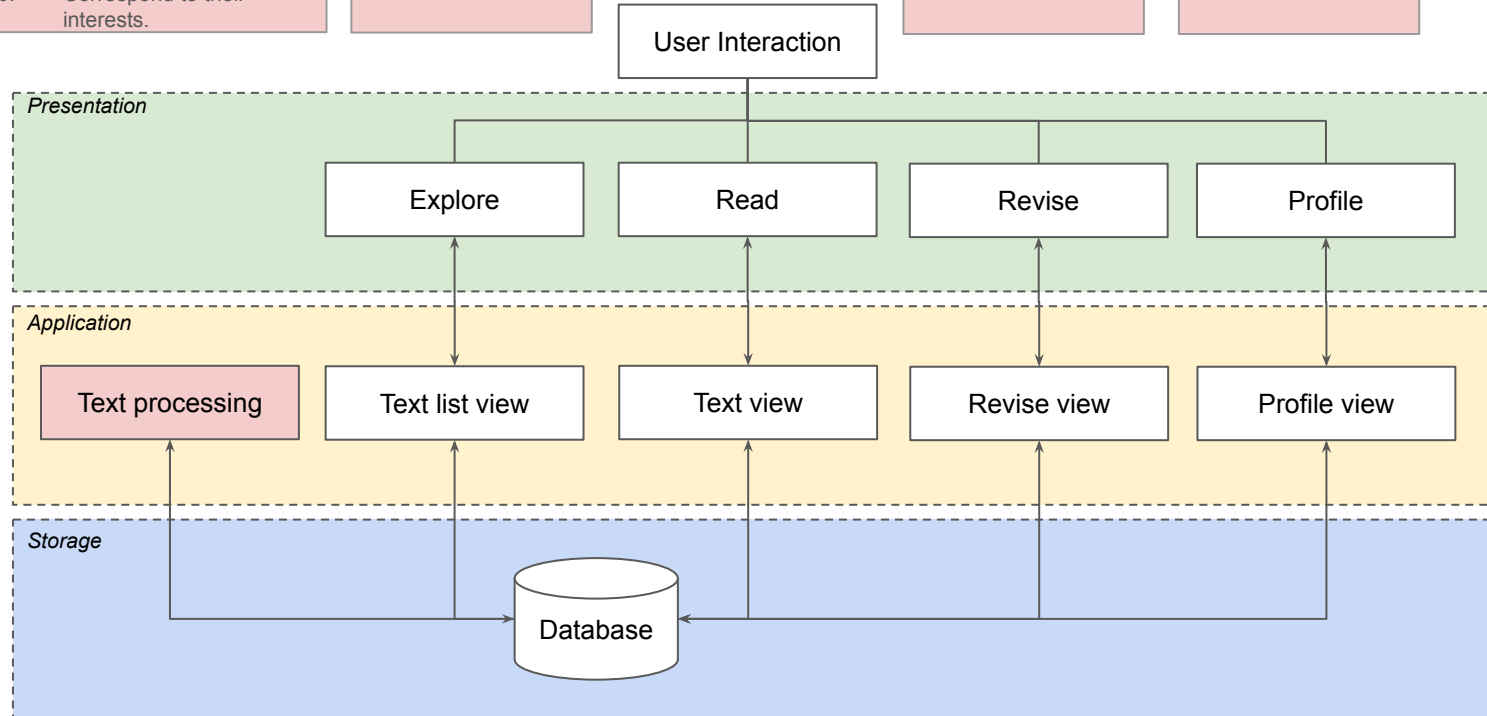 interests.
User Interaction
Presentation
Explore
Read
Revise
Profile
Application
Text processing
Text list view
Text view
Revise view
Profile view
Storage
Database